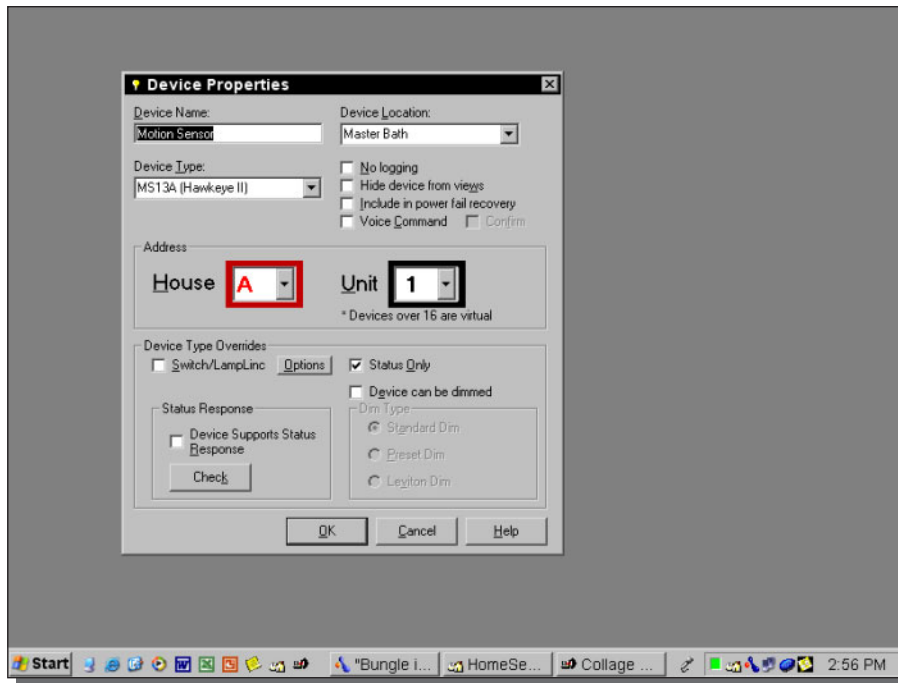 Device Properties
Device Name:
Device Location:
Motion Sensor
Master Bath
Device Type:
No logging
MS13A (Hawkeye II)
Hide device from views
Include in power fail recovery
Voice Command
Confirm
Address
House
A
Unit
1
* Devices over 16 are virtual
Device Type Overrides
Switch/LampLinc
Options
Status Only
Device can be dimmed
Status Response
Dim Type
Device Supports Status
Response
Standard Dim
Preset Dim
Check
Leviton Dim
OK
Cancel
Help
Start
"Bungle i...
HomeSe...
Collage ...
2:56 PM